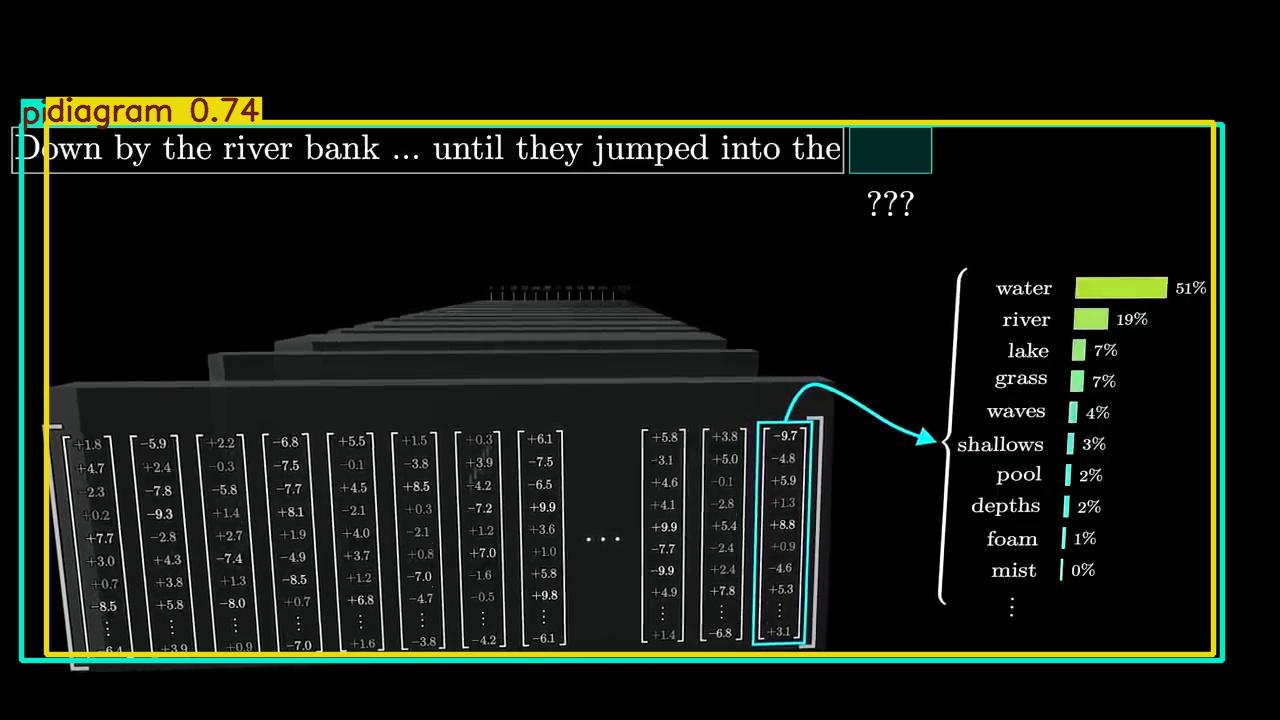 pidiagram 0.74
Down by the river bank ... until they jumped into the
???
water 51%
river 19%
lake 7%
grass 7%
waves 4%
shallows 3%
pool 2%
depths 2%
foam 1%
mist 0%
⋮
+1.8 −5.9 +2.2 −6.8 +5.5 +1.5 +0.3 +6.1 +5.8 +3.8 −9.7
+4.7 +2.4 −0.3 −7.5 −0.1 −3.8 +3.9 −7.5 −3.1 +5.0 −4.8
−2.3 −7.8 −5.8 −7.7 +4.5 +8.5 −4.2 −6.5 +4.6 −0.1 +5.9
+0.2 −9.3 +1.4 +8.1 −2.1 +0.3 −7.2 +9.9 +4.1 −2.8 +1.3
+7.7 −2.8 +2.7 +1.9 +4.0 −2.1 +1.2 +3.6 ... +9.9 +5.4 +8.8
+3.0 +4.3 −7.4 −4.9 +3.7 +0.8 +7.0 +1.0 −7.7 −2.4 +0.9
+0.7 +3.8 +1.3 −8.5 +1.2 −7.0 −1.6 +5.8 −9.9 +2.4 −4.6
−8.5 +5.8 −8.0 +0.7 +6.8 −4.7 −0.5 +9.8 +4.9 +7.8 +5.3
⋮ ⋮ ⋮ ⋮ ⋮ ⋮ ⋮ ⋮ ⋮ ⋮ ⋮
−6.4 +3.9 +0.9 −7.0 +1.6 −3.8 −4.2 −6.1 +1.4 −6.8 +3.1